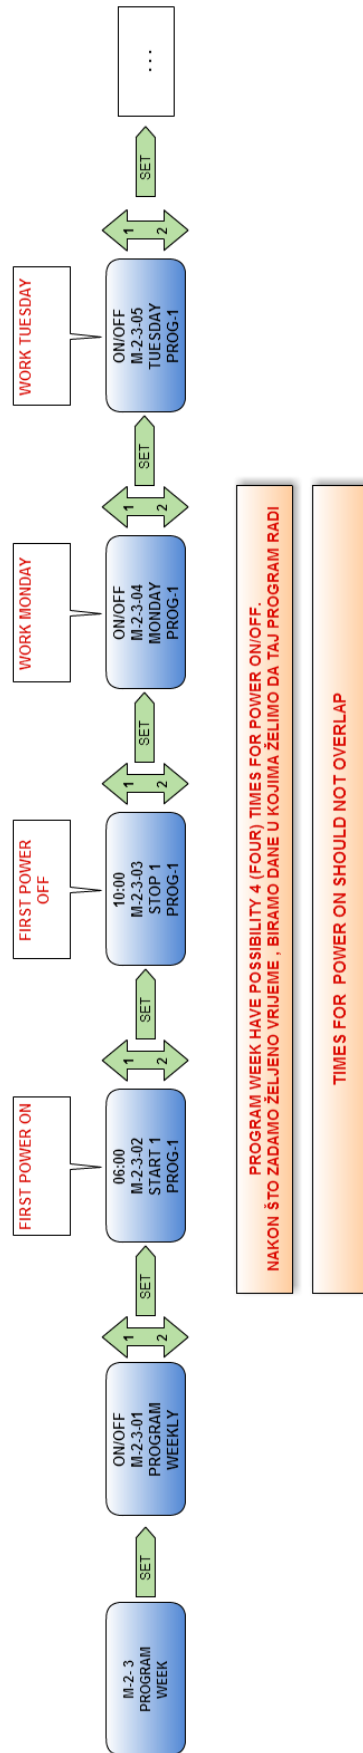 M-2-3
PROGRAM
WEEK
SET
ON/OFF
M-2-3-01
PROGRAM
WEEKLY
1
2
SET
FIRST POWER ON
06:00
M-2-3-02
START 1
PROG-1
1
2
SET
FIRST POWER
OFF
10:00
M-2-3-03
STOP 1
PROG-1
1
2
SET
WORK MONDAY
ON/OFF
M-2-3-04
MONDAY
PROG-1
1
2
SET
WORK TUESDAY
ON/OFF
M-2-3-05
TUESDAY
PROG-1
1
2
SET
...
PROGRAM WEEK HAVE POSSIBILITY 4 (FOUR) TIMES FOR POWER ON/OFF.
NAKON ŠTO ZADAMO ŽELJENO VRIJEME , BIRAMO DANE U KOJIMA ŽELIMO DA TAJ PROGRAM RADI
TIMES FOR POWER ON SHOULD NOT OVERLAP